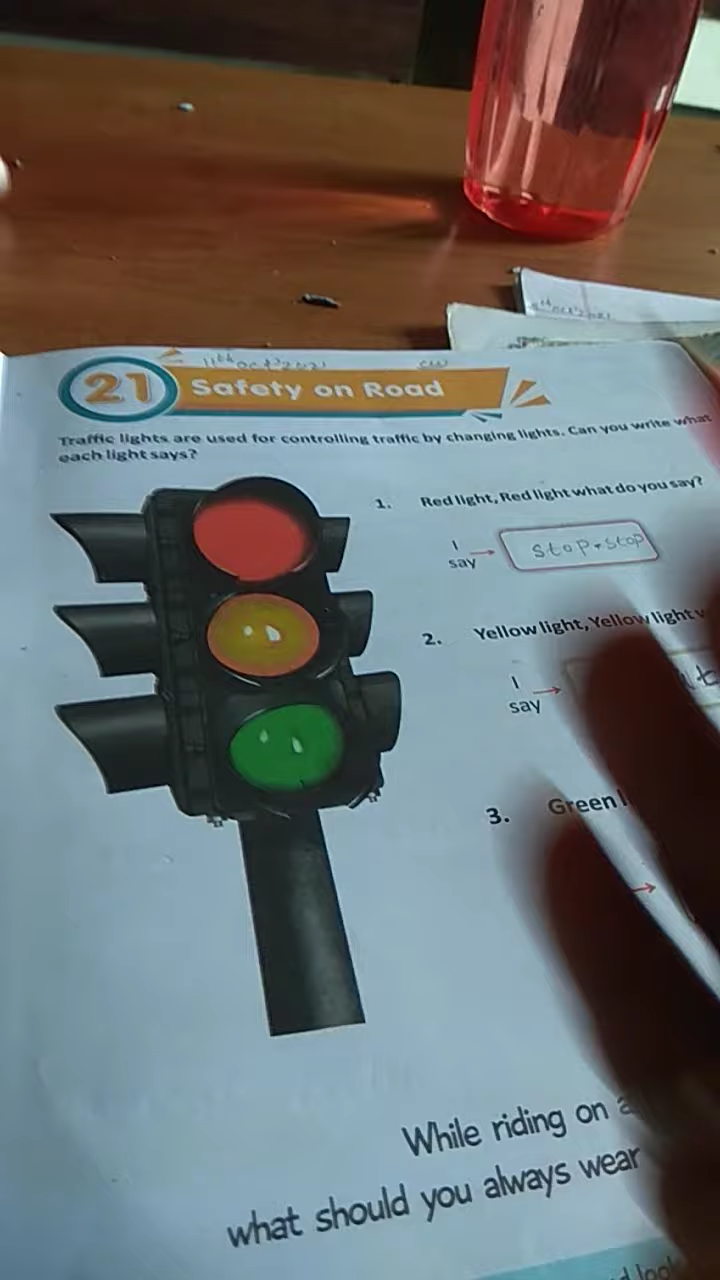 11th Oct'2021 CW
21 Safety on Road
Traffic lights are used for controlling traffic by changing lights. Can you write what
each light says?
1. Red light, Red light what do you say?
I
say
stop stop
2. Yellow light, Yellow light
I
say
3. Green
While riding on a
what should you always wear